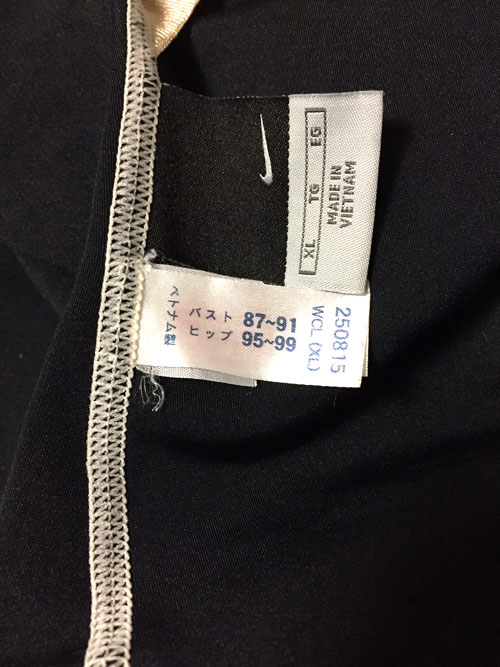 XL TG EG
MADE IN
VIETNAM
バスト 87~91
ヒップ 95~99
ベトナム製
250815
WCL (XL)